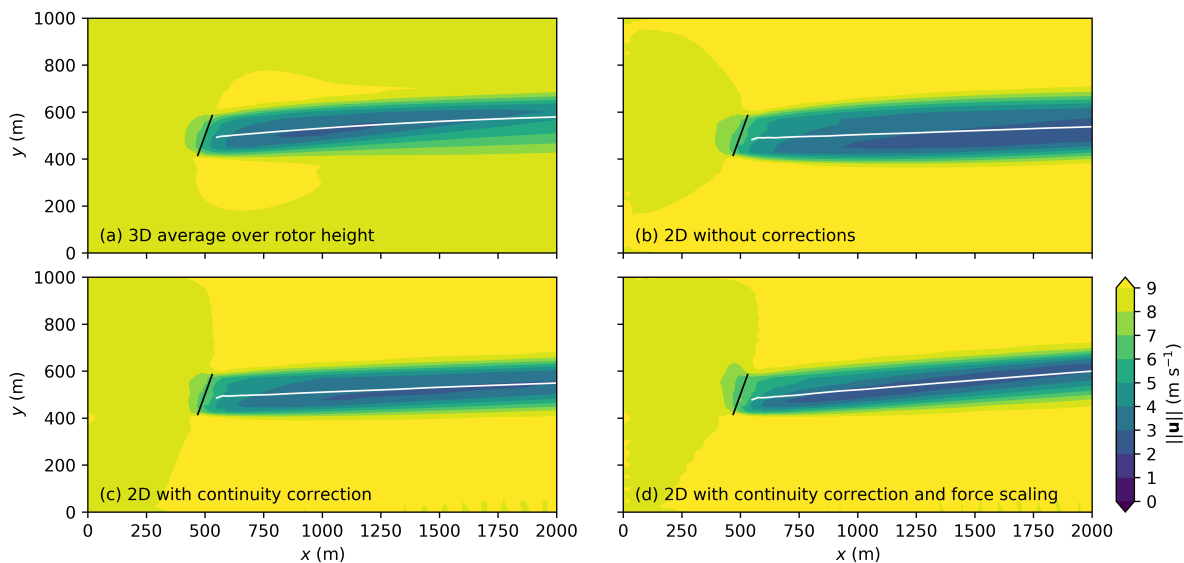 1000
800
600
400
200
0
y (m)
(a) 3D average over rotor height
(b) 2D without corrections
1000
800
600
400
200
0
y (m)
(c) 2D with continuity correction
(d) 2D with continuity correction and force scaling
0 250 500 750 1000 1250 1500 1750 2000
x (m)
0 250 500 750 1000 1250 1500 1750 2000
x (m)
9
8
7
6
5
4
3
2
1
0
||u|| (m s⁻¹)